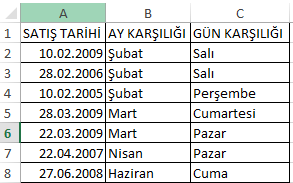 A B C
1 SATIŞ TARİHİ AY KARŞILIĞI GÜN KARŞILIĞI
2 10.02.2009 Şubat Salı
3 28.02.2006 Şubat Salı
4 10.02.2005 Şubat Perşembe
5 28.03.2009 Mart Cumartesi
6 22.03.2009 Mart Pazar
7 22.04.2007 Nisan Pazar
8 27.06.2008 Haziran Cuma